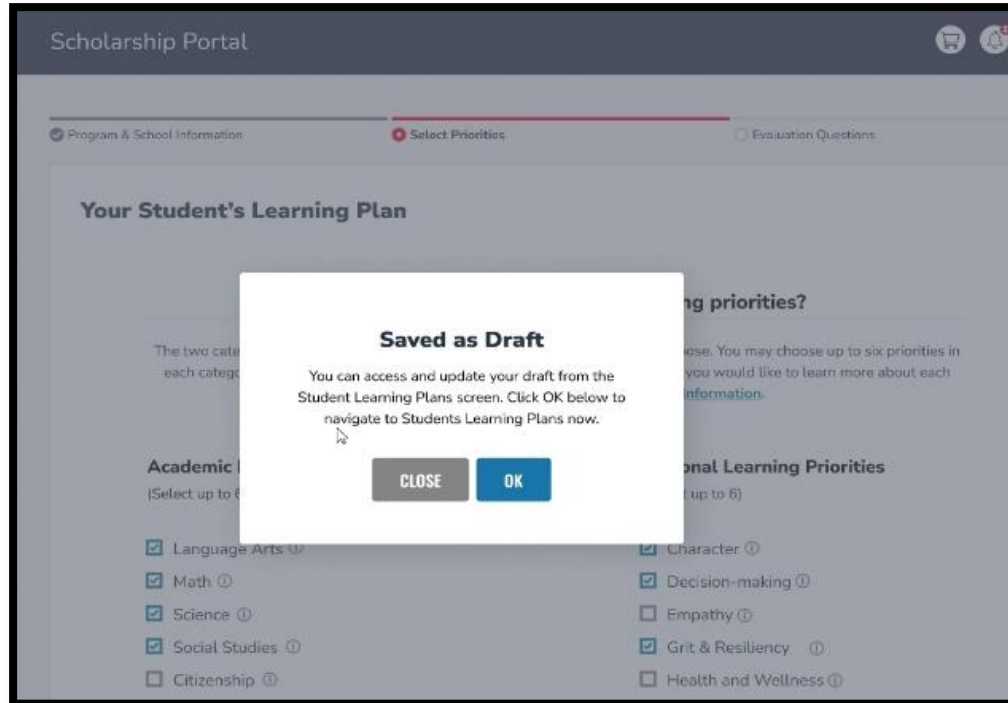 Scholarship Portal
Program & School Information
Select Priorities
Evaluation Questions
Your Student's Learning Plan
ng priorities?
The two cate
ose. You may choose up to six priorities in
each catego
you would like to learn more about each
information.
Saved as Draft
You can access and update your draft from the
Student Learning Plans screen. Click OK below to
navigate to Students Learning Plans now.
CLOSE
OK
Academic
(Select up to 6
onal Learning Priorities
t up to 6)
Language Arts
Math
Science
Social Studies
Citizenship
Character
Decision-making
Empathy
Grit & Resiliency
Health and Wellness